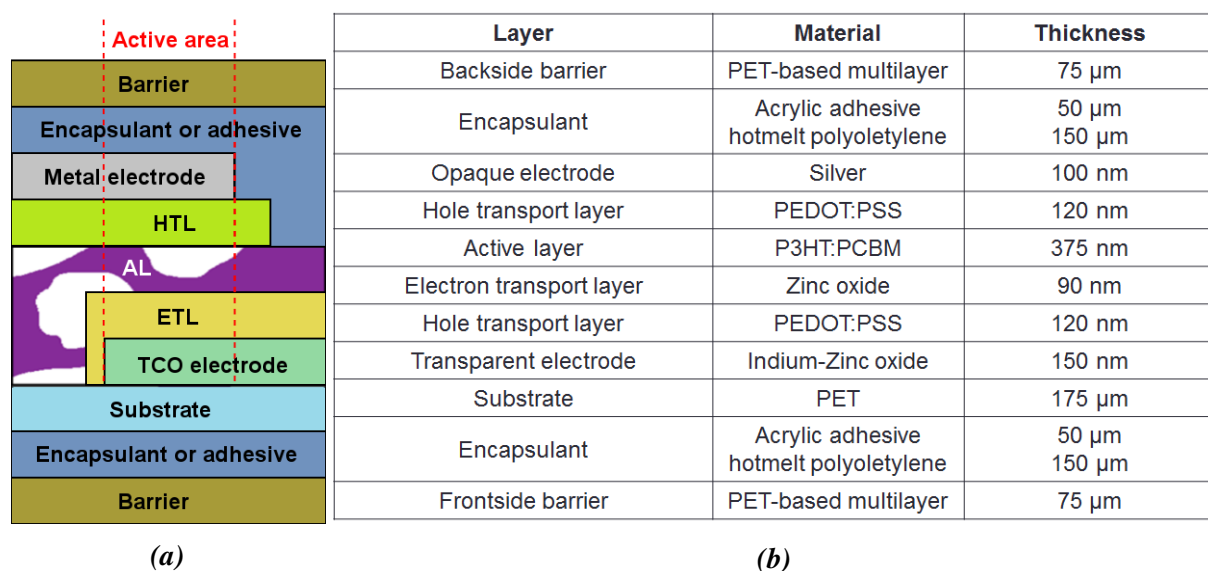 Active area
Barrier
Encapsulant or adhesive
Metal electrode
HTL
AL
ETL
TCO electrode
Substrate
Encapsulant or adhesive
Barrier
(a)
Layer Material Thickness
Backside barrier PET-based multilayer 75 µm
Encapsulant Acrylic adhesive 50 µm
hotmelt polyoletylene 150 µm
Opaque electrode Silver 100 nm
Hole transport layer PEDOT:PSS 120 nm
Active layer P3HT:PCBM 375 nm
Electron transport layer Zinc oxide 90 nm
Hole transport layer PEDOT:PSS 120 nm
Transparent electrode Indium-Zinc oxide 150 nm
Substrate PET 175 µm
Encapsulant Acrylic adhesive 50 µm
hotmelt polyoletylene 150 µm
Frontside barrier PET-based multilayer 75 µm
(b)